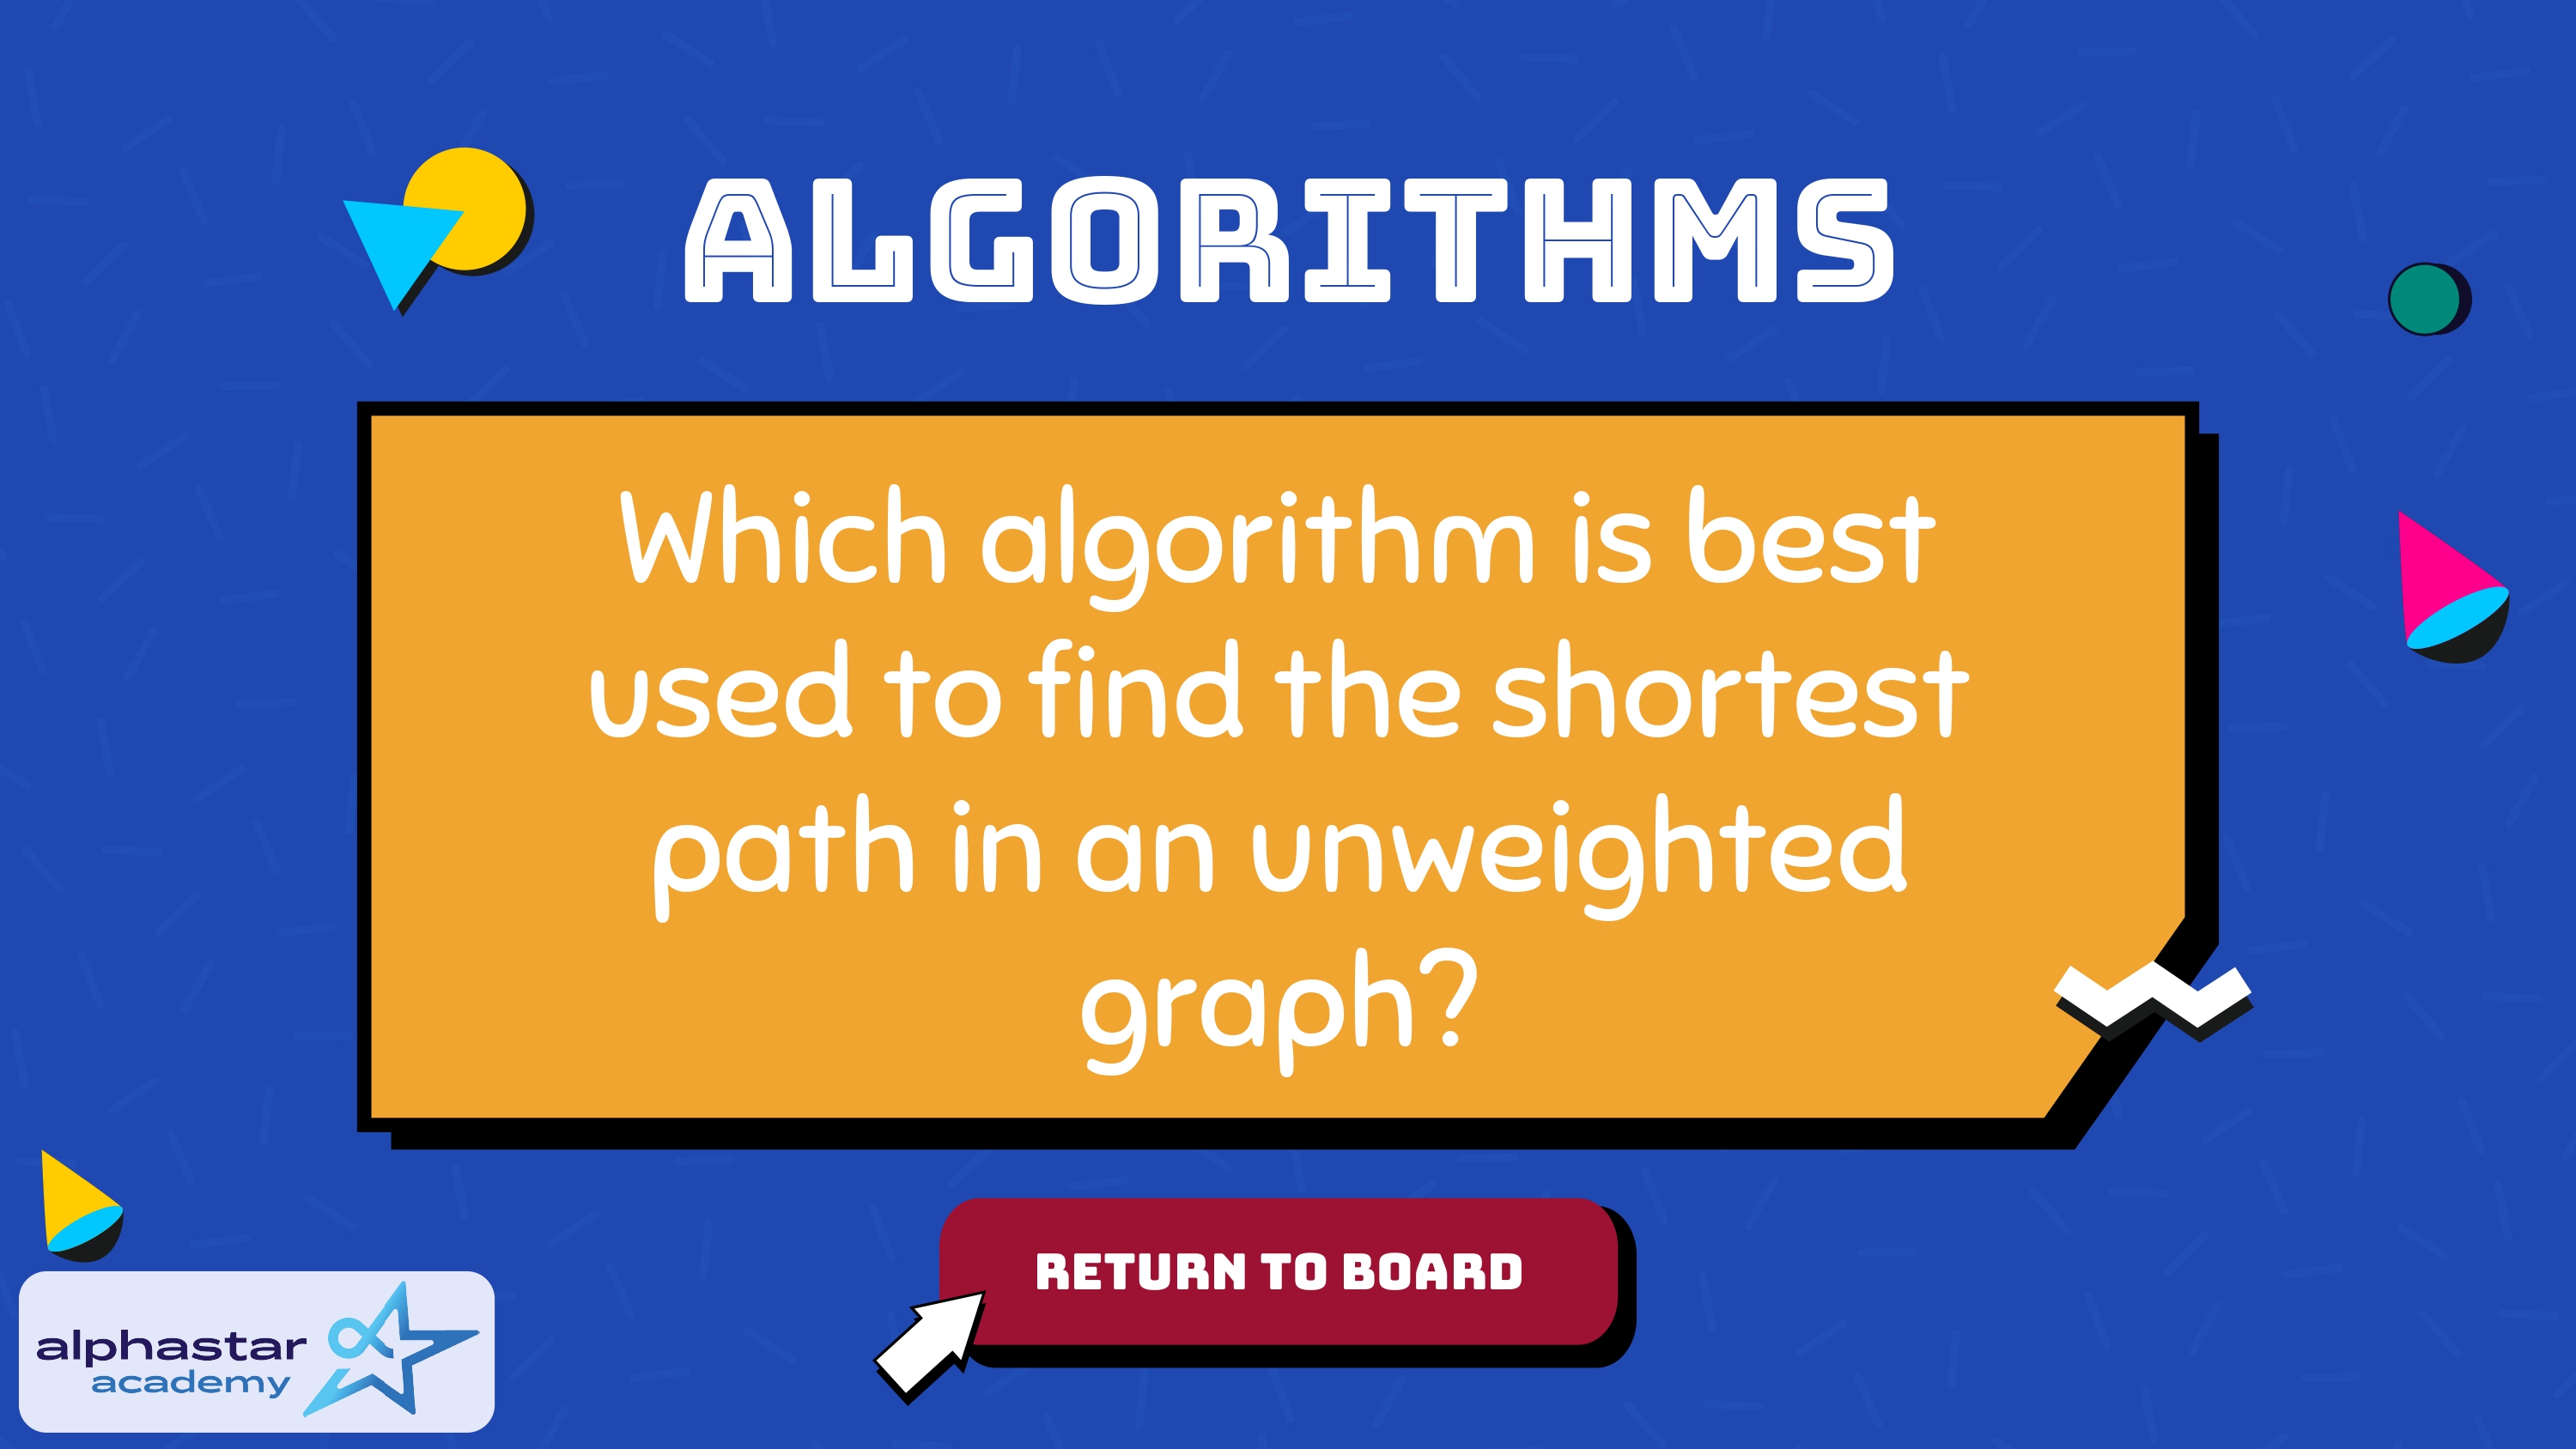 ALGORITHMS
Which algorithm is best
used to find the shortest
path in an unweighted
graph?
RETURN TO BOARD
alphastar
academy